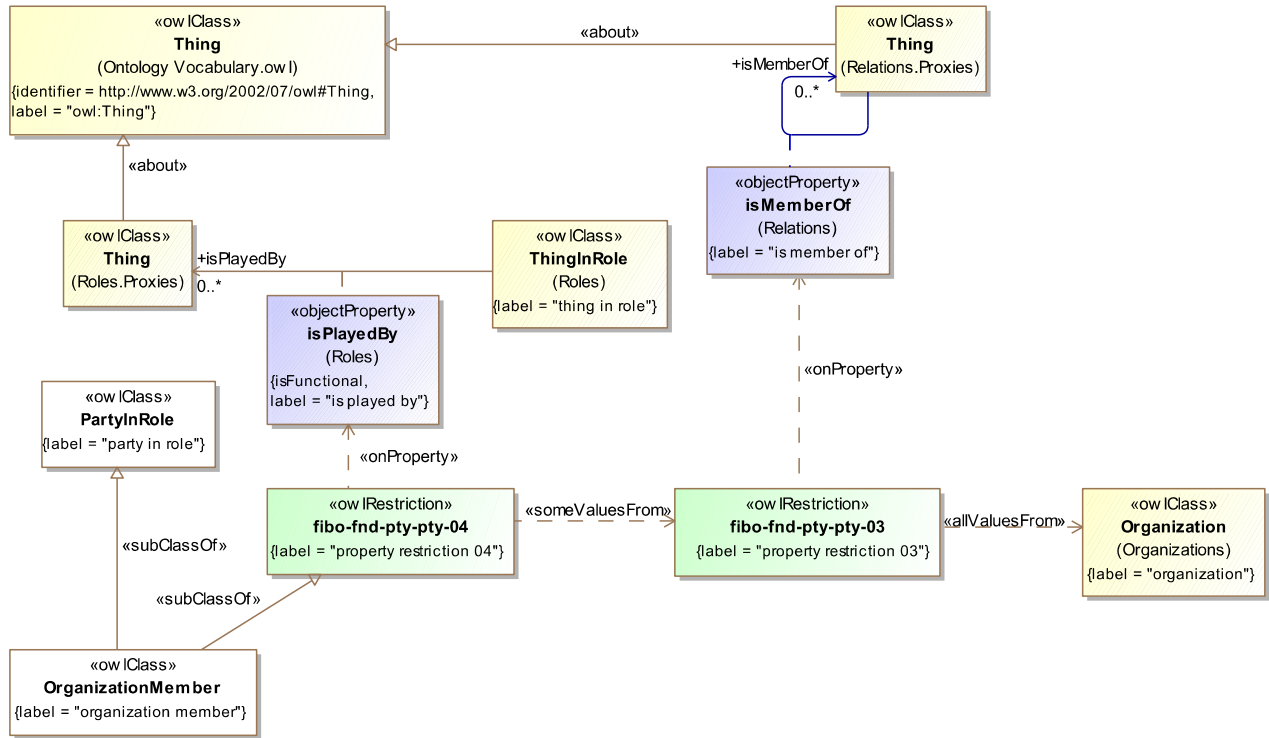 «owlClass»
Thing
(Ontology Vocabulary.owl)
{identifier = http://www.w3.org/2002/07/owl#Thing,
label = "owl:Thing"}
«about»
«owlClass»
Thing
(Relations.Proxies)
+isMemberOf
0..*
«about»
«objectProperty»
isMemberOf
(Relations)
{label = "is member of"}
«owlClass»
Thing
(Roles.Proxies)
+isPlayedBy
0..*
«owlClass»
ThingInRole
(Roles)
{label = "thing in role"}
«objectProperty»
isPlayedBy
(Roles)
{isFunctional,
label = "is played by"}
«onProperty»
«owlClass»
PartyInRole
{label = "party in role"}
«onProperty»
«owlRestriction»
fibo-fnd-pty-pty-04
{label = "property restriction 04"}
«someValuesFrom»
«owlRestriction»
fibo-fnd-pty-pty-03
{label = "property restriction 03"}
«allValuesFrom»
«owlClass»
Organization
(Organizations)
{label = "organization"}
«subClassOf»
«subClassOf»
«owlClass»
OrganizationMember
{label = "organization member"}